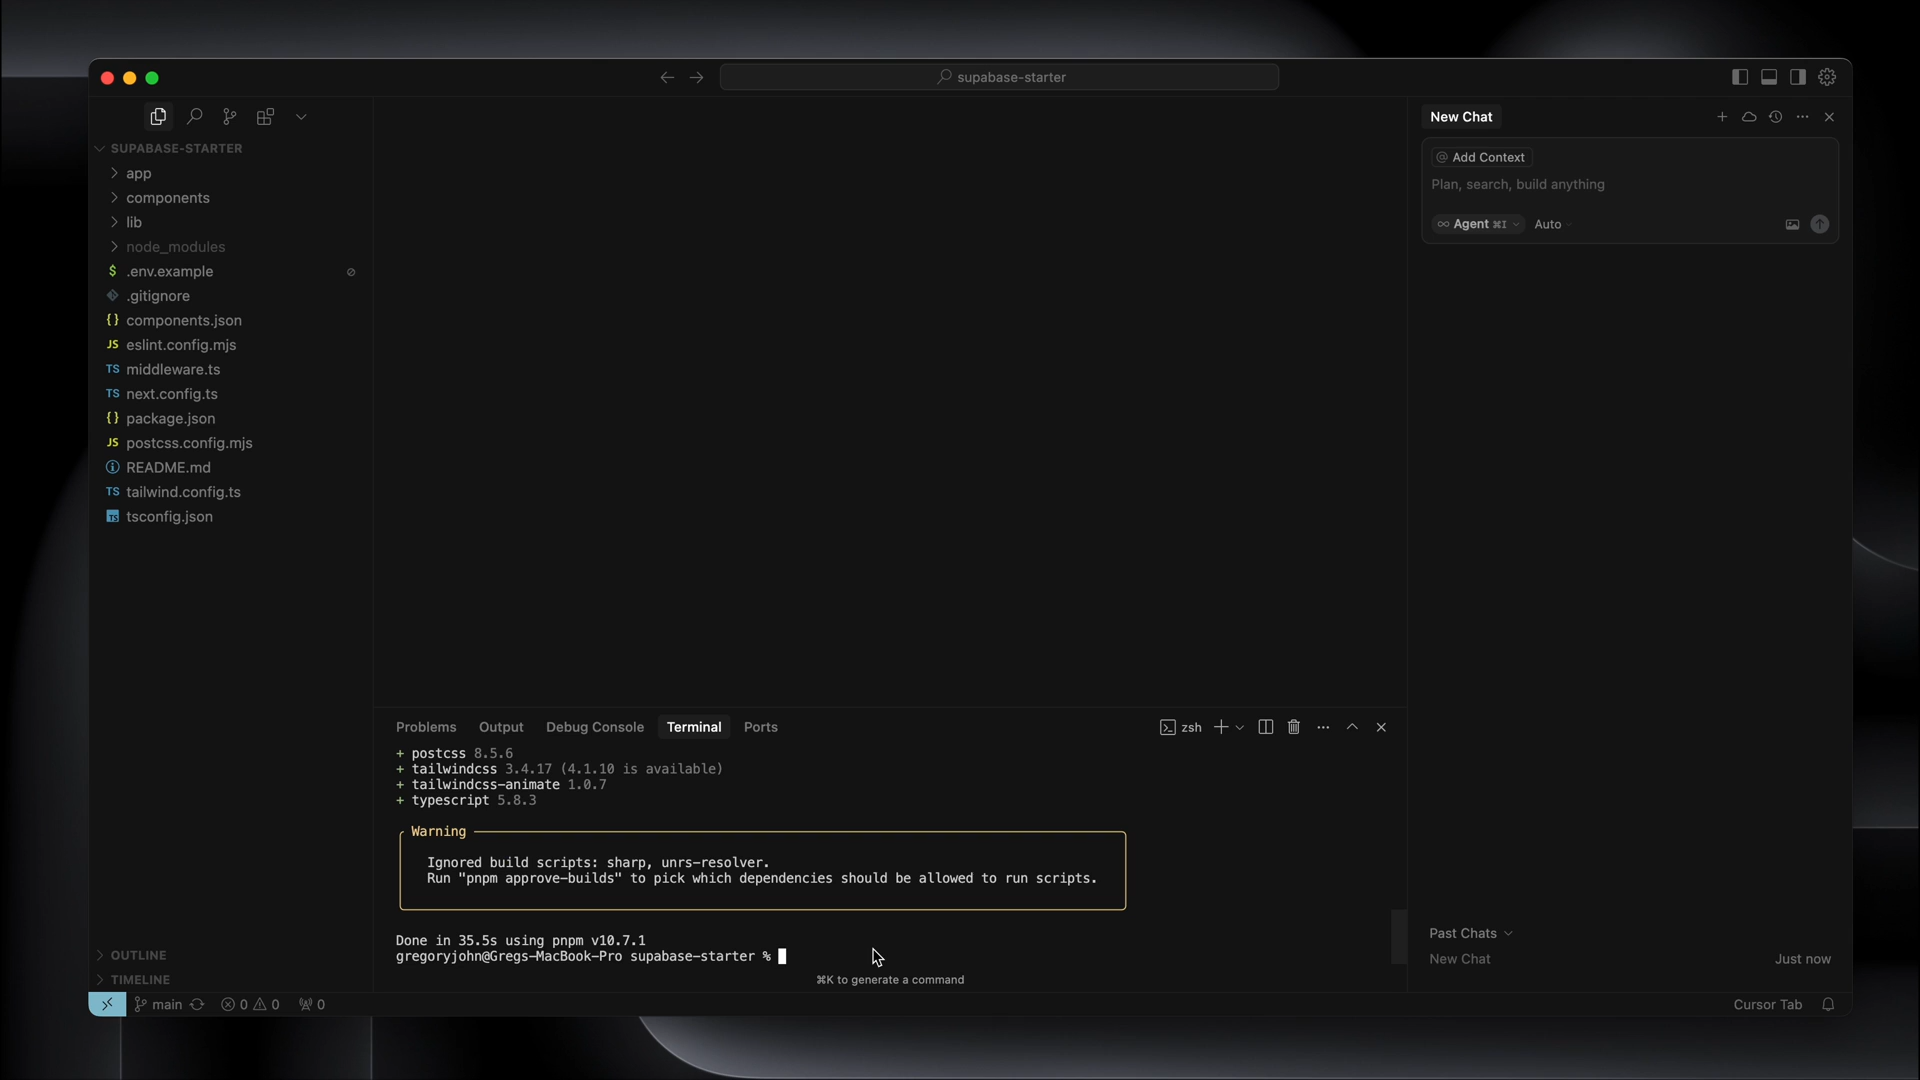 supabase-starter
SUPABASE-STARTER
app
components
lib
node_modules
$ .env.example
.gitignore
{} components.json
JS eslint.config.mjs
TS middleware.ts
TS next.config.ts
{} package.json
JS postcss.config.mjs
README.md
TS tailwind.config.ts
TS tsconfig.json
OUTLINE
TIMELINE
Problems Output Debug Console Terminal Ports
zsh
+ postcss 8.5.6
+ tailwindcss 3.4.17 (4.1.10 is available)
+ tailwindcss-animate 1.0.7
+ typescript 5.8.3
Warning
Ignored build scripts: sharp, unrs-resolver.
Run "pnpm approve-builds" to pick which dependencies should be allowed to run scripts.
Done in 35.5s using pnpm v10.7.1
gregoryjohn@Gregs-MacBook-Pro supabase-starter %
⌘K to generate a command
New Chat
@ Add Context
Plan, search, build anything
∞ Agent ⌘I Auto
Past Chats
New Chat Just now
main 0 0 0
Cursor Tab